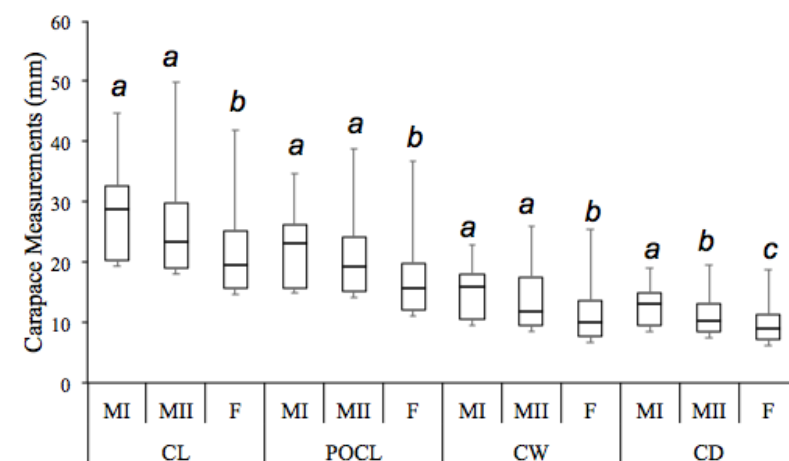 Carapace Measurements (mm)
60
50
40
30
20
10
0
a
a
b
a
a
b
a
a
b
a
b
c
MI MII F MI MII F MI MII F MI MII F
CL POCL CW CD